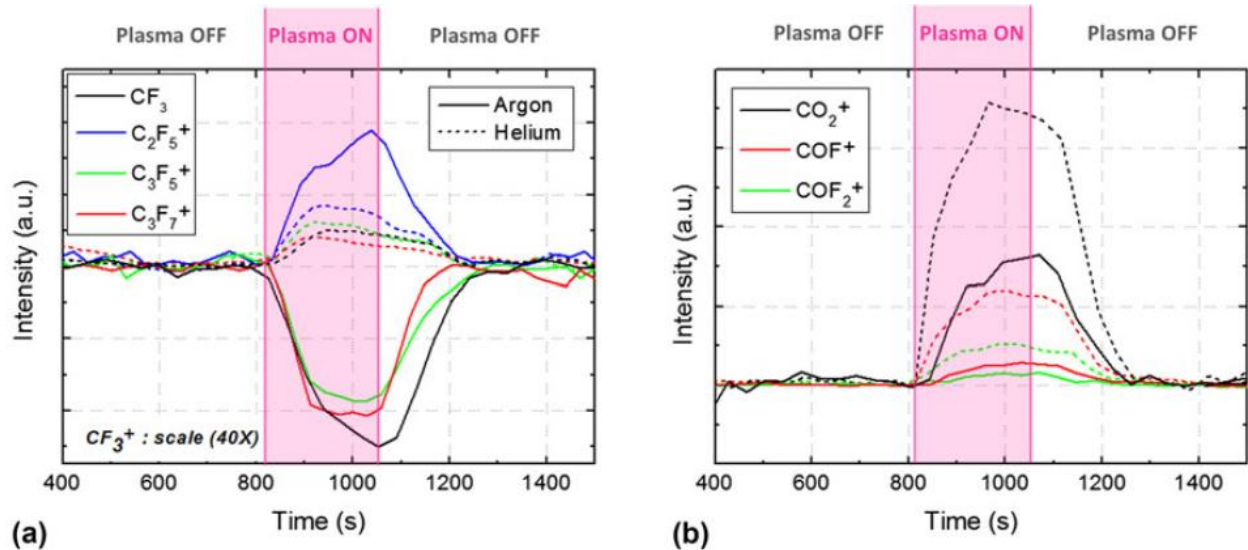 Plasma OFF Plasma ON Plasma OFF
CF3
C2F5+
C3F5+
C3F7+
Argon
Helium
Intensity (a.u.)
CF3+ : scale (40X)
400 600 800 1000 1200 1400
Time (s)
(a)
Plasma OFF Plasma ON Plasma OFF
CO2+
COF+
COF2+
Intensity (a.u.)
400 600 800 1000 1200 1400
Time (s)
(b)